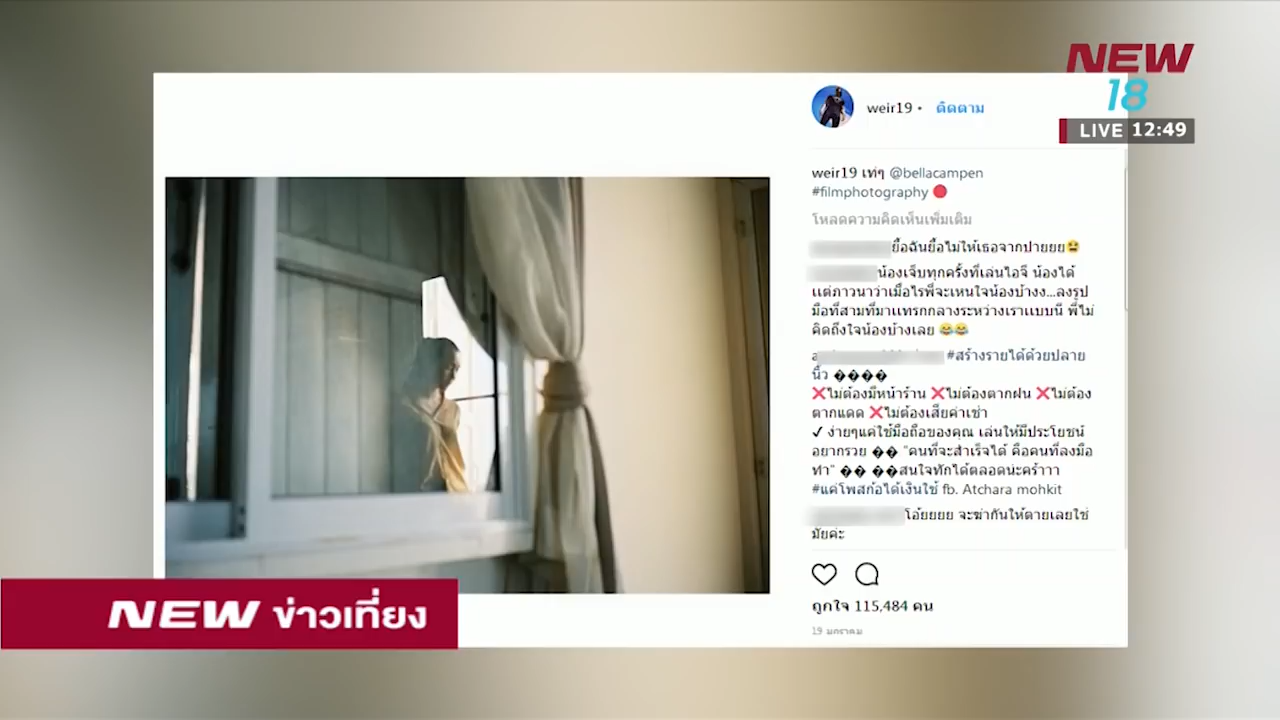 NEW
18
LIVE 12:49
weir19 • ติดตาม
weir19 เท่ๆ @bellacampen
#filmphotography
โหลดความคิดเห็นเพิ่มเติม
ยื้อฉันยื้อไม่ให้เธอจากปายยย
น้องเจ็บทุกครั้งที่เล่นไอจี น้องได้
แต่ภาวนาว่าเมื่อไรพี่จะเหนใจน้องบ้างง...ลงรูป
มือที่สามที่มาแทรกกลางระหว่างเราแบบนี้ พี่ไม่
คิดถึงใจน้องบ้างเลย
#สร้างรายได้ด้วยปลาย
นิ้ว ����
❌ไม่ต้องมีหน้าร้าน ❌ไม่ต้องตากฝน ❌ไม่ต้อง
ตากแดด ❌ไม่ต้องเสียค่าเช่า
✓ ง่ายๆแค่ใช้มือถือของคุณ เล่นให้มีประโยชน์
อยากรวย �� "คนที่จะสำเร็จได้ คือคนที่ลงมือ
ทำ" �� ��สนใจทักได้ตลอดน่ะคร้าาา
#แค่โพสก้อได้เงินใช้ fb. Atchara mohkit
โอ้ยยยย จะฆ่ากันให้ตายเลยใช่
มั้ยค่ะ
ถูกใจ 115,484 คน
19 มกราคม
NEW ข่าวเที่ยง